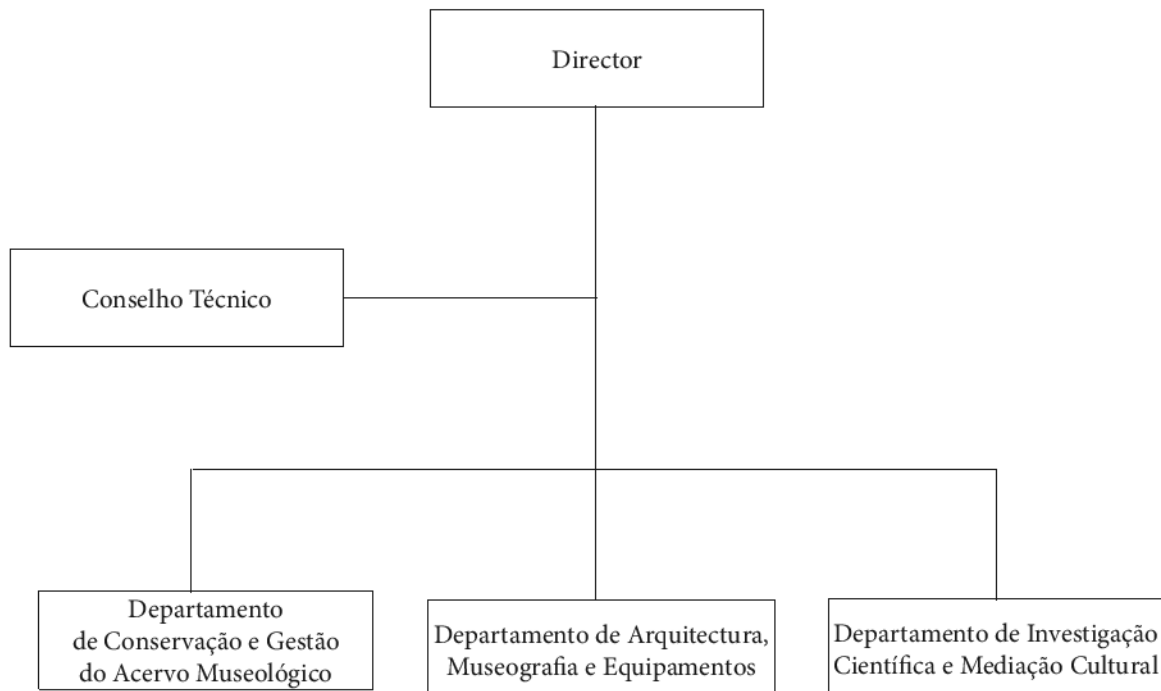 Director
Conselho Técnico
Departamento
de Conservação e Gestão
do Acervo Museológico
Departamento de Arquitectura,
Museografia e Equipamentos
Departamento de Investigação
Científica e Mediação Cultural